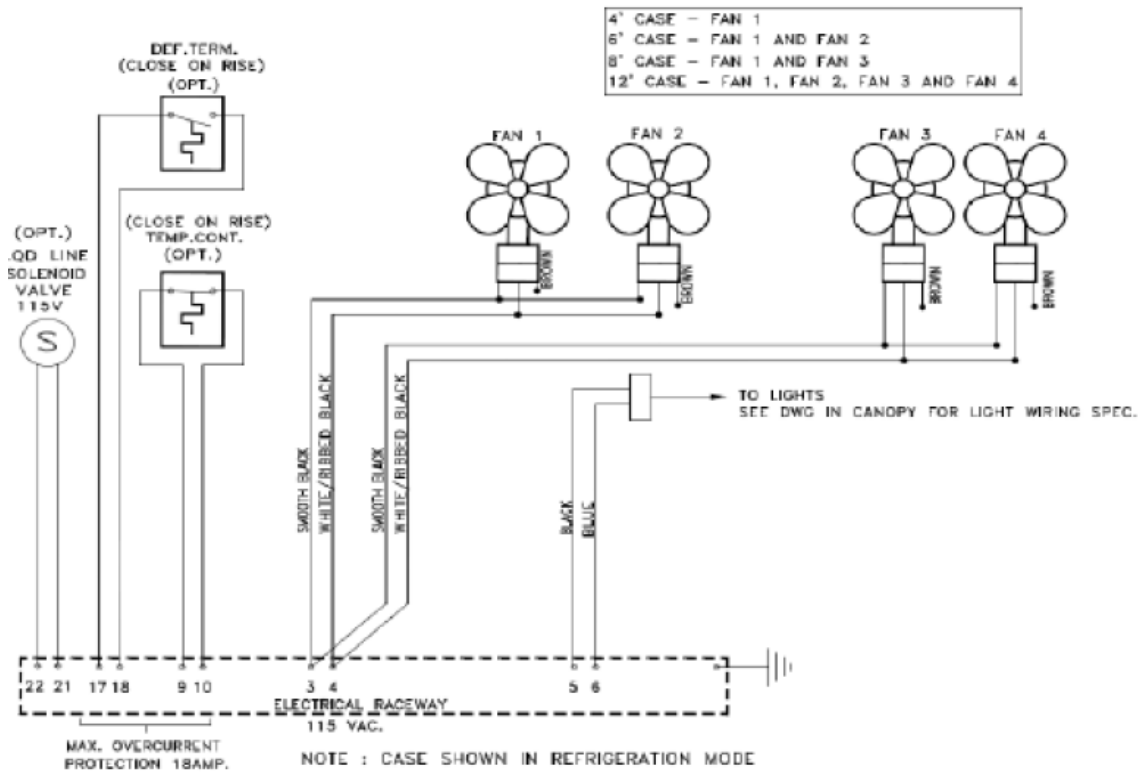 4' CASE - FAN 1
6' CASE - FAN 1 AND FAN 2
8' CASE - FAN 1 AND FAN 3
12' CASE - FAN 1, FAN 2, FAN 3 AND FAN 4
DEF.TERM.
(CLOSE ON RISE)
(OPT.)
FAN 1
FAN 2
FAN 3
FAN 4
(CLOSE ON RISE)
TEMP.CONT.
(OPT.)
(OPT.)
.QD LINE
SOLENOID
VALVE
115V
S
BROWN
BROWN
BROWN
BROWN
TO LIGHTS
SEE DWG IN CANOPY FOR LIGHT WIRING SPEC.
SMOOTH BLACK
WHITE/RIBBED BLACK
SMOOTH BLACK
WHITE/RIBBED BLACK
BLACK
BLUE
22 21 17 18 9 10 3 4 5 6
ELECTRICAL RACEWAY
115 VAC.
MAX. OVERCURRENT
PROTECTION 18AMP.
NOTE : CASE SHOWN IN REFRIGERATION MODE